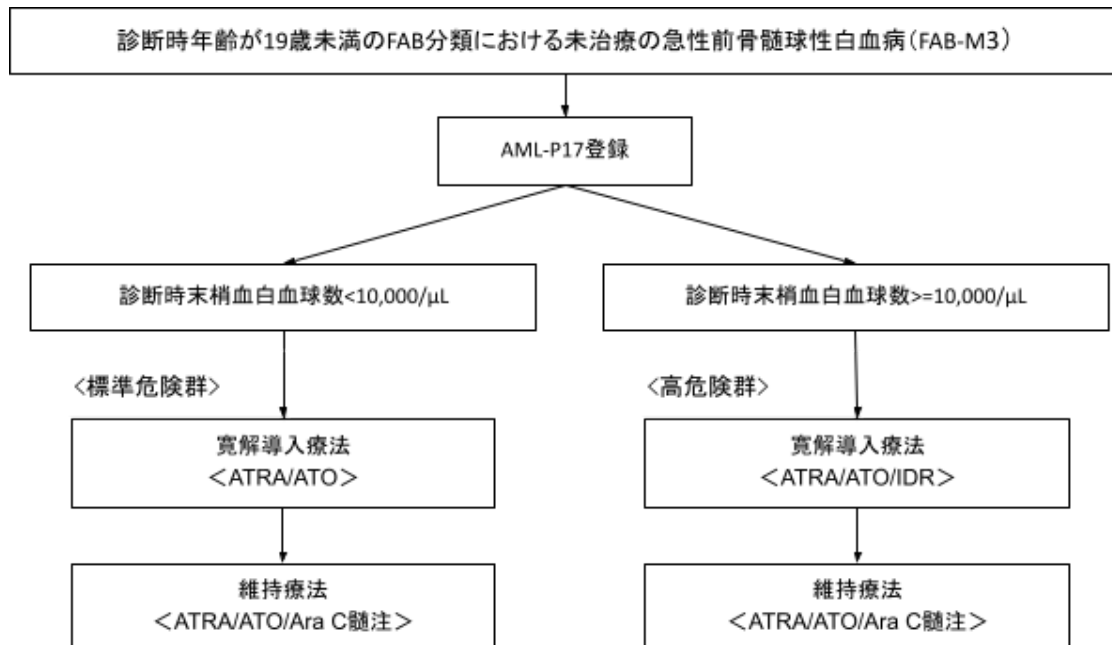 診断時年齢が19歳未満のFAB分類における未治療の急性前骨髄球性白血病（FAB-M3）
AML-P17登録
診断時末梢血白血球数<10,000/μL
診断時末梢血白血球数>=10,000/μL
<標準危険群>
<高危険群>
寛解導入療法
＜ATRA/ATO＞
寛解導入療法
＜ATRA/ATO/IDR＞
維持療法
＜ATRA/ATO/Ara C髄注＞
維持療法
＜ATRA/ATO/Ara C髄注＞